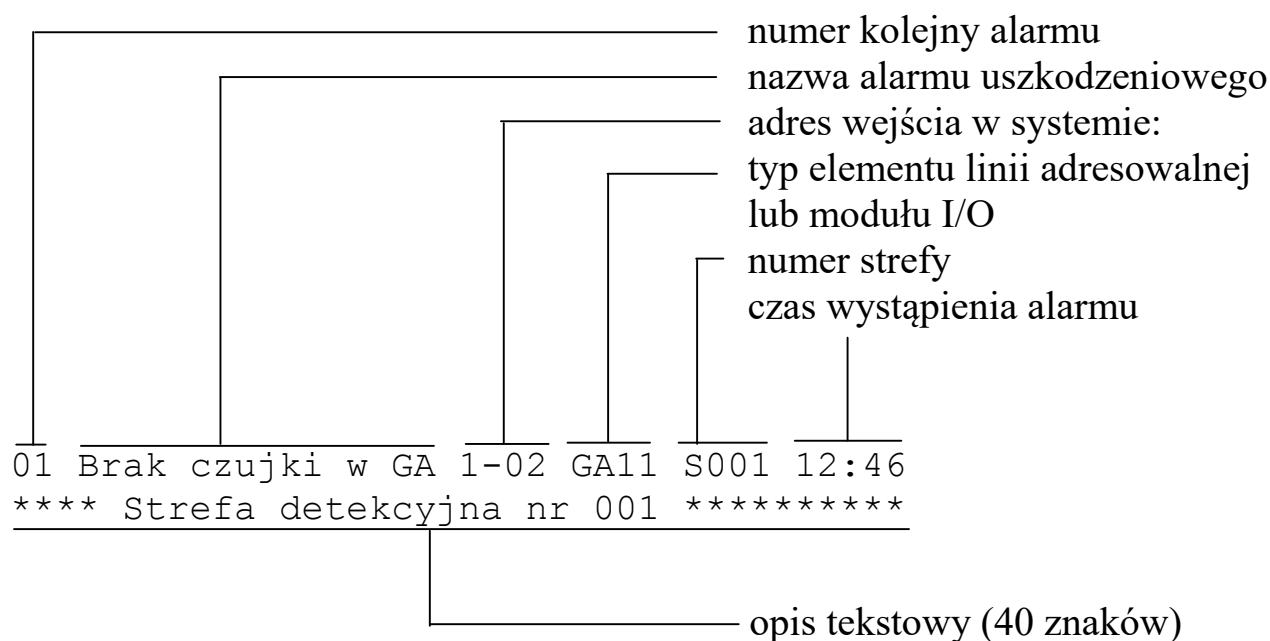 numer kolejny alarmu
nazwa alarmu uszkodzeniowego
adres wejścia w systemie:
typ elementu linii adresowalnej
lub modułu I/O
numer strefy
czas wystąpienia alarmu
01 Brak czujki w GA 1-02 GA11 S001 12:46
**** Strefa detekcyjna nr 001 **********
opis tekstowy (40 znaków)